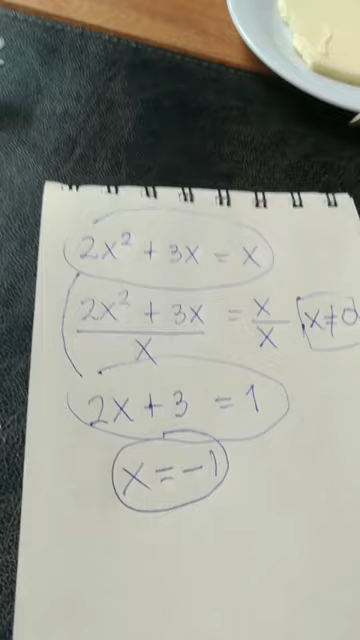 2x² + 3x = x
(2x² + 3x)/x = x/x x≠0
2x + 3 = 1
x = -1